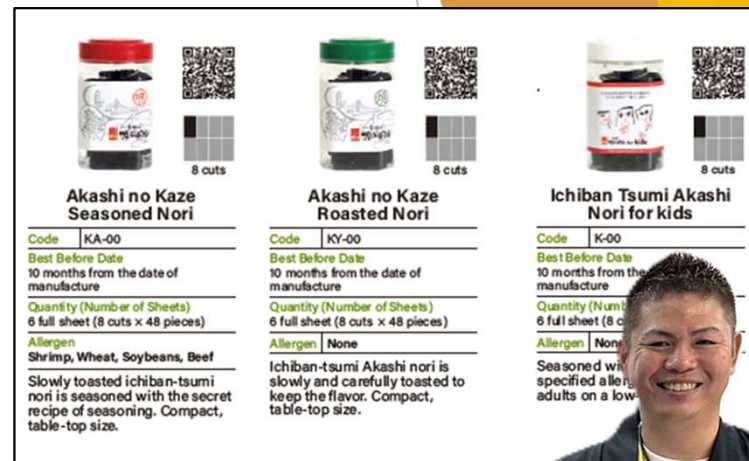 8 cuts
Akashi no Kaze
Seasoned Nori
Code KA-00
Best Before Date
10 months from the date of
manufacture
Quantity (Number of Sheets)
6 full sheet (8 cuts × 48 pieces)
Allergen
Shrimp, Wheat, Soybeans, Beef
Slowly toasted ichiban-tsumi
nori is seasoned with the secret
recipe of seasoning. Compact,
table-top size.
8 cuts
Akashi no Kaze
Roasted Nori
Code KY-00
Best Before Date
10 months from the date of
manufacture
Quantity (Number of Sheets)
6 full sheet (8 cuts × 48 pieces)
Allergen None
Ichiban-tsumi Akashi nori is
slowly and carefully toasted to
keep the flavor. Compact,
table-top size.
8 cuts
Ichiban Tsumi Akashi
Nori for kids
Code K-00
Best Before Date
10 months from the
manufacture
Quantity
6 full sheet (8
Allergen
Seasoned
specified
adults on a